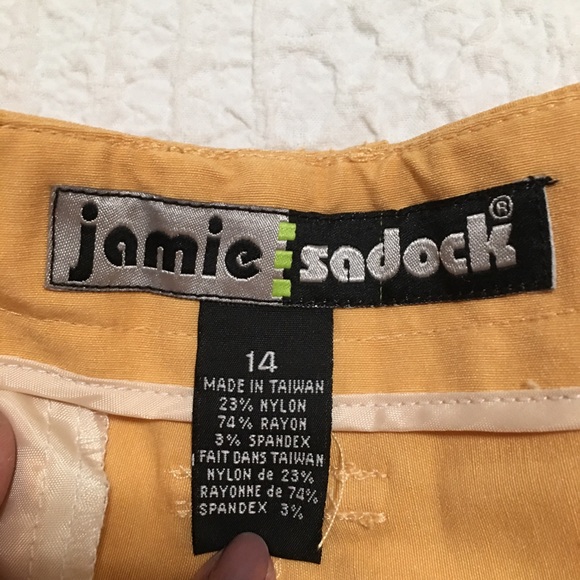 jamie sadock®
14
MADE IN TAIWAN
23% NYLON
74% RAYON
3% SPANDEX
FAIT DANS TAIWAN
NYLON de 23%
RAYONNE de 74%
SPANDEX 3%